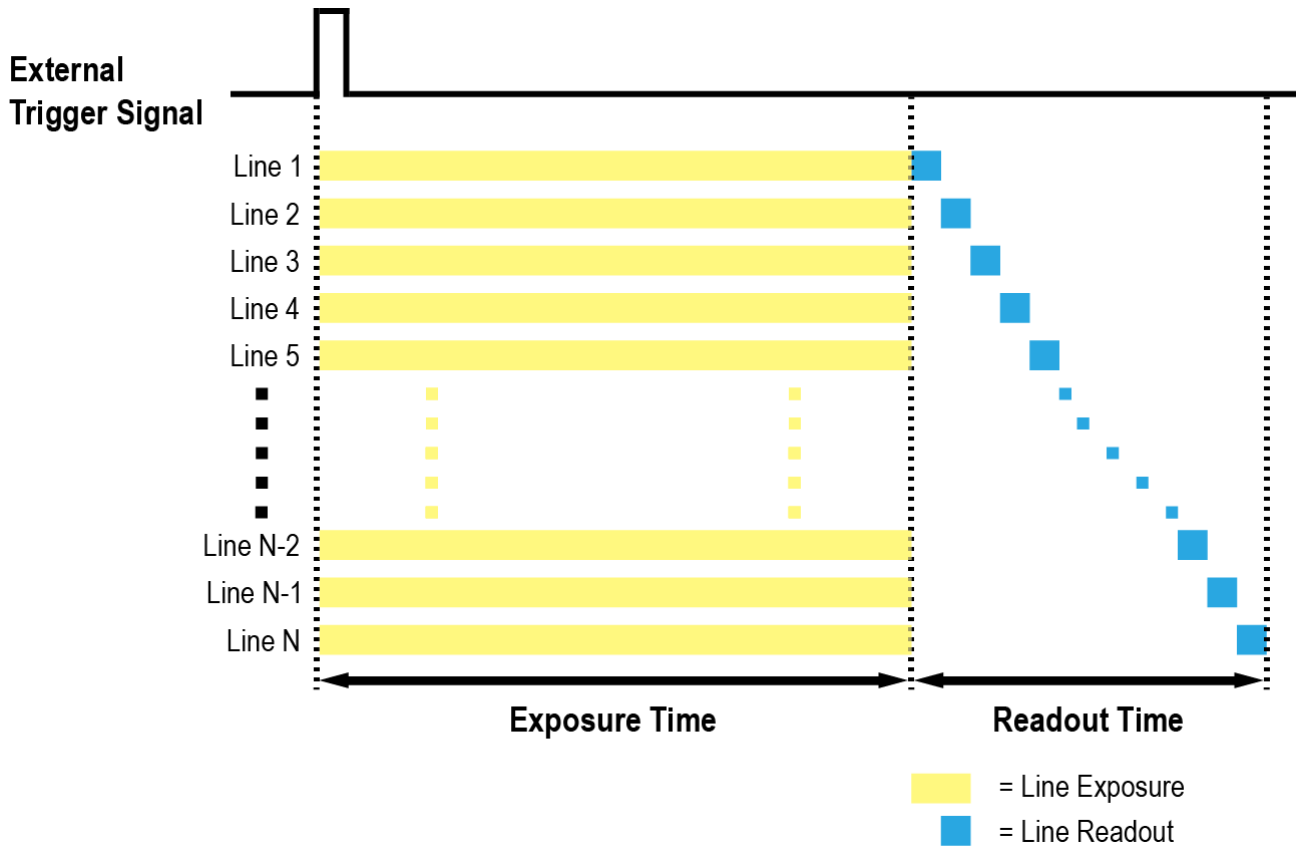 External
Trigger Signal
Line 1
Line 2
Line 3
Line 4
Line 5
Line N-2
Line N-1
Line N
Exposure Time
Readout Time
= Line Exposure
= Line Readout